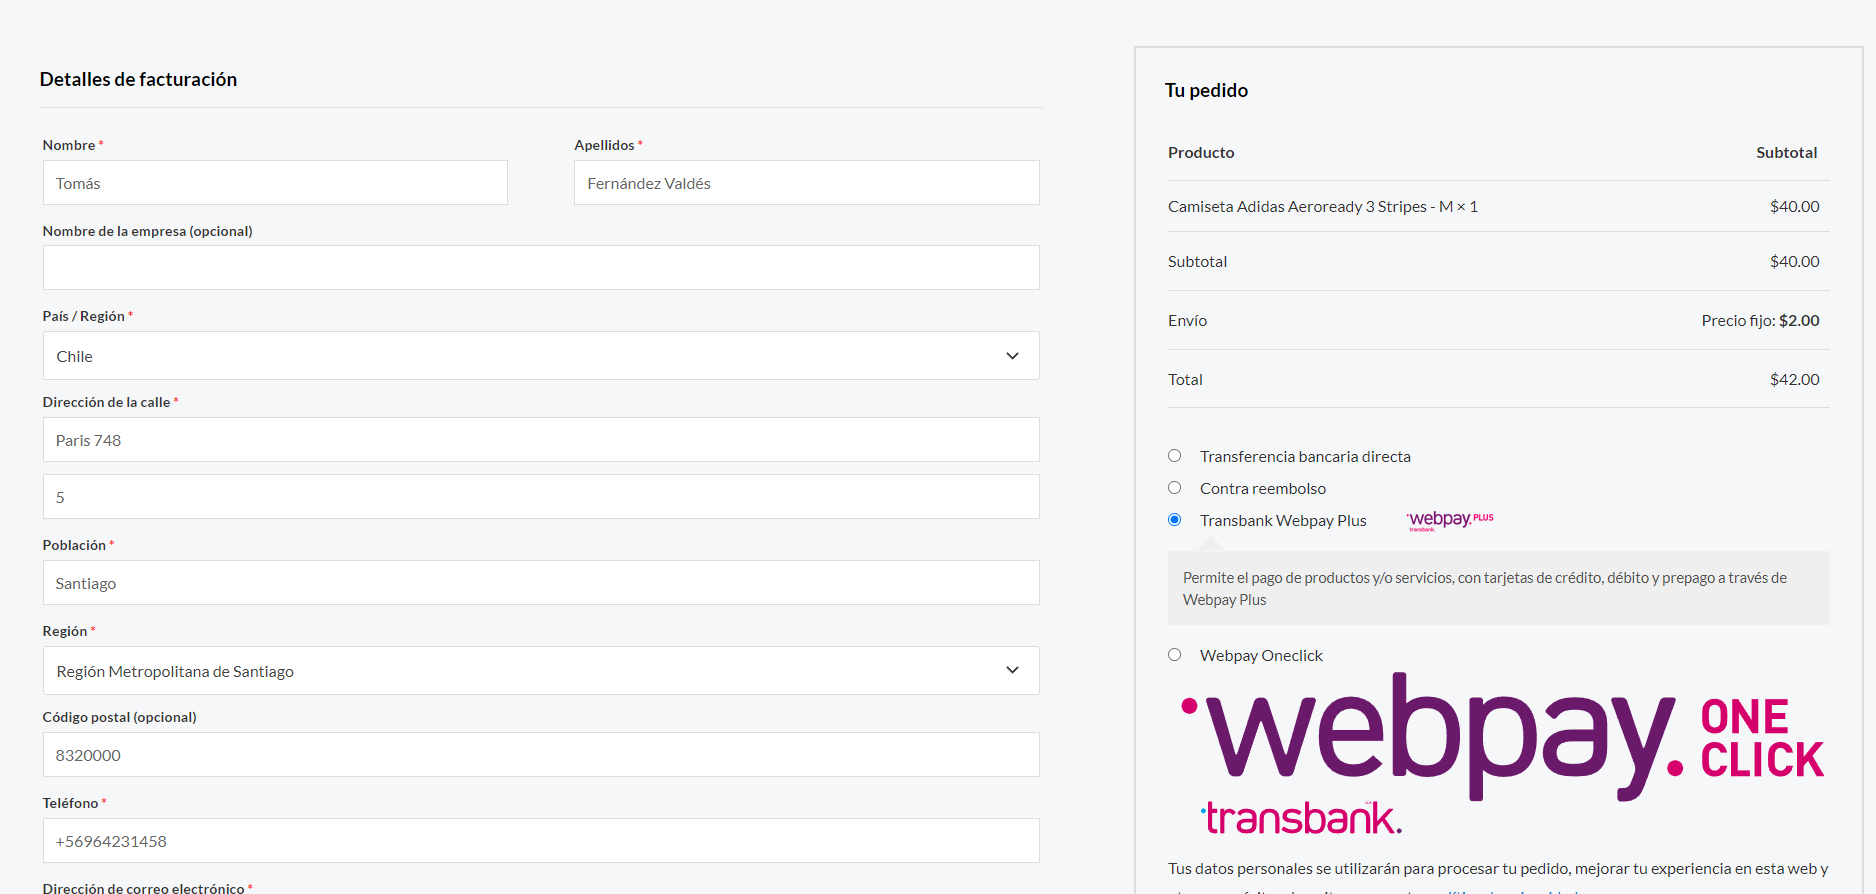 Detalles de facturación
Nombre *
Apellidos *
Tomás
Fernández Valdés
Nombre de la empresa (opcional)
País / Región *
Chile
Dirección de la calle *
Paris 748
5
Población *
Santiago
Región *
Región Metropolitana de Santiago
Código postal (opcional)
8320000
Teléfono *
+56964231458
Dirección de correo electrónico *
Tu pedido
Producto Subtotal
Camiseta Adidas Aeroready 3 Stripes - M × 1 $40.00
Subtotal $40.00
Envío Precio fijo: $2.00
Total $42.00
Transferencia bancaria directa
Contra reembolso
Transbank Webpay Plus webpay.PLUS
transbank.
Permite el pago de productos y/o servicios, con tarjetas de crédito, débito y prepago a través de
Webpay Plus
Webpay Oneclick
webpay. ONE
CLICK
transbank.
Tus datos personales se utilizarán para procesar tu pedido, mejorar tu experiencia en esta web y